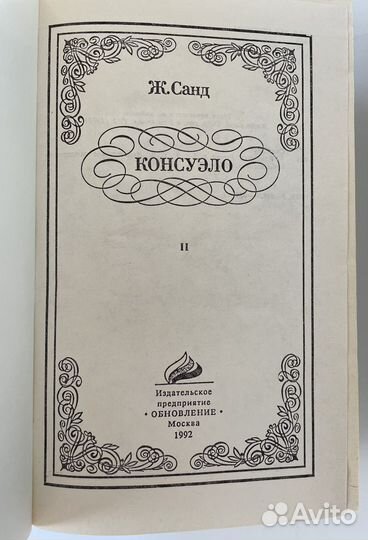 Ж. Санд
КОНСУЭЛО
II
Издательское
предприятие
• ОБНОВЛЕНИЕ •
Москва
1992
Avito